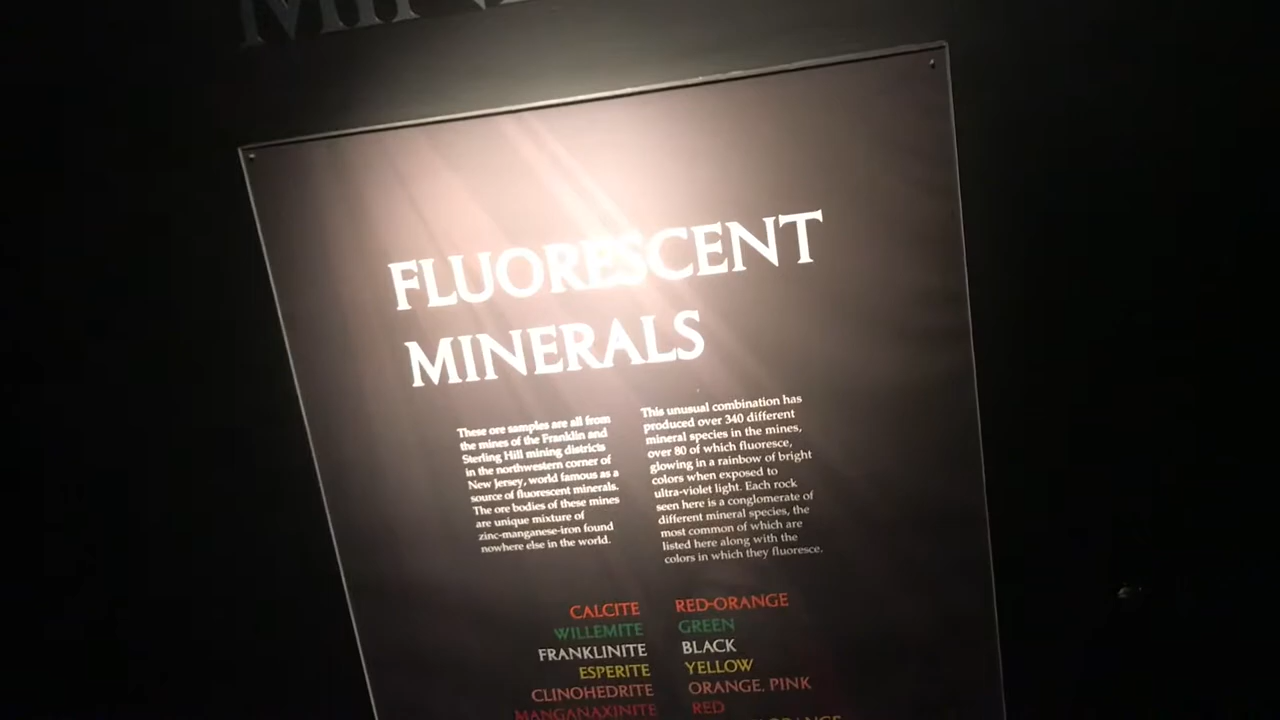 FLUORESCENT
MINERALS
These ore samples are all from
the mines of the Franklin and
Sterling Hill mining districts
in the northwestern corner of
New Jersey, world famous as a
source of fluorescent minerals.
The ore bodies of these mines
are unique mixture of
zinc-manganese-iron found
nowhere else in the world.
This unusual combination has
produced over 340 different
mineral species in the mines,
over 80 of which fluoresce,
glowing in a rainbow of bright
colors when exposed to
ultra-violet light. Each rock
seen here is a conglomerate of
different mineral species, the
most common of which are
listed here along with the
colors in which they fluoresce.
CALCITE RED-ORANGE
WILLEMITE GREEN
FRANKLINITE BLACK
ESPERITE YELLOW
CLINOHEDRITE ORANGE, PINK
MANGANAXINITE RED